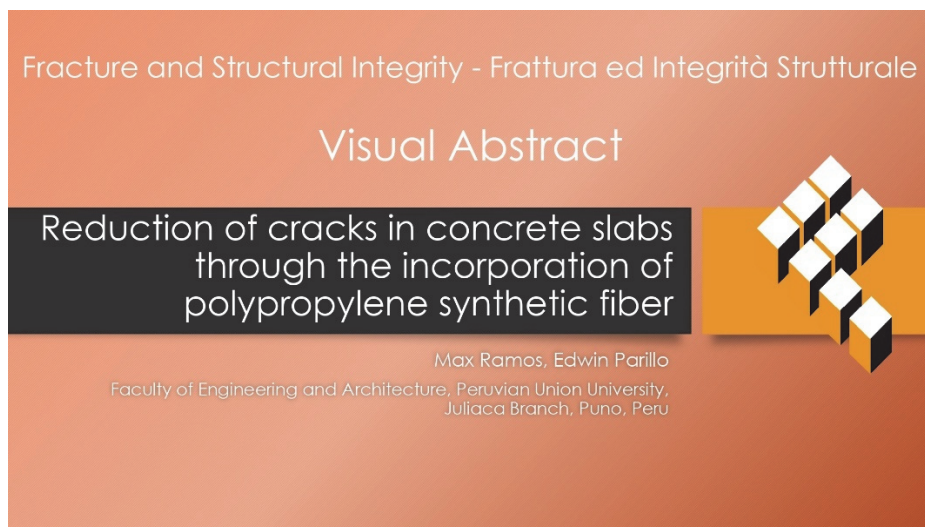 Fracture and Structural Integrity - Frattura ed Integrità Strutturale
Visual Abstract
Reduction of cracks in concrete slabs
through the incorporation of
polypropylene synthetic fiber
Max Ramos, Edwin Parillo
Faculty of Engineering and Architecture, Peruvian Union University,
Juliaca Branch, Puno, Peru